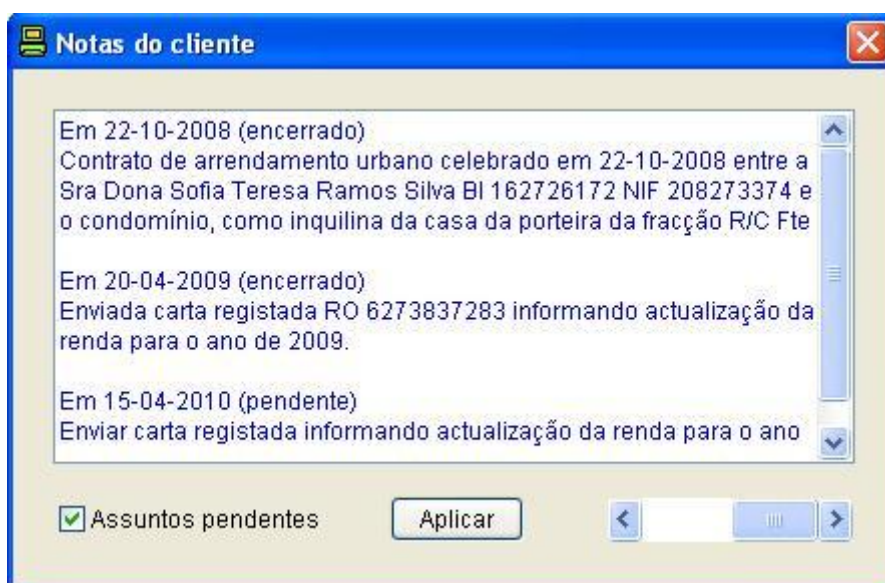 Notas do cliente
Em 22-10-2008 (encerrado)
Contrato de arrendamento urbano celebrado em 22-10-2008 entre a
Sra Dona Sofia Teresa Ramos Silva BI 162726172 NIF 208273374 e
o condomínio, como inquilina da casa da porteira da fracção R/C Fte
Em 20-04-2009 (encerrado)
Enviada carta registada RO 6273837283 informando actualização da
renda para o ano de 2009.
Em 15-04-2010 (pendente)
Enviar carta registada informando actualização da renda para o ano
Assuntos pendentes
Aplicar